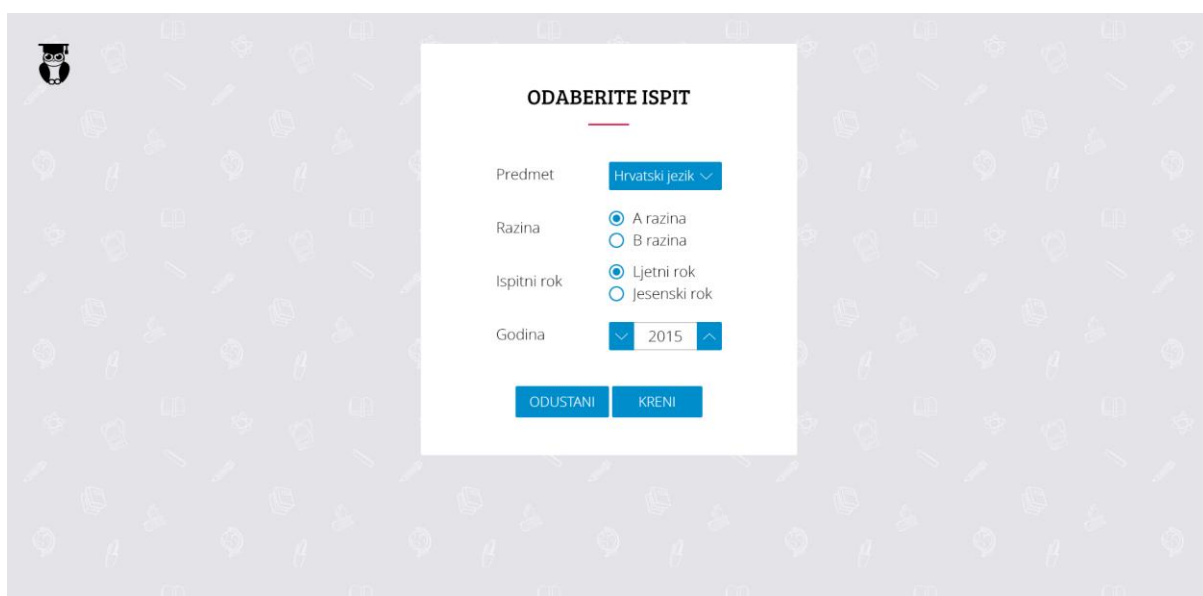 ODABERITE ISPIT
Predmet
Hrvatski jezik
Razina
A razina
B razina
Ispitni rok
Ljetni rok
Jesenski rok
Godina
2015
ODUSTANI
KRENI